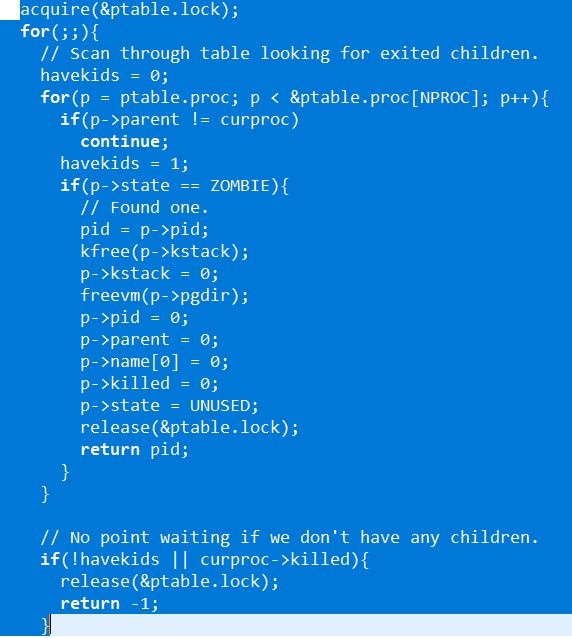 acquire(&ptable.lock);
for(;;){
// Scan through table looking for exited children.
havekids = 0;
for(p = ptable.proc; p < &ptable.proc[NPROC]; p++){
if(p->parent != curproc)
continue;
havekids = 1;
if(p->state == ZOMBIE){
// Found one.
pid = p->pid;
kfree(p->kstack);
p->kstack = 0;
freevm(p->pgdir);
p->pid = 0;
p->parent = 0;
p->name[0] = 0;
p->killed = 0;
p->state = UNUSED;
release(&ptable.lock);
return pid;
}
}
// No point waiting if we don't have any children.
if(!havekids || curproc->killed){
release(&ptable.lock);
return -1;
}